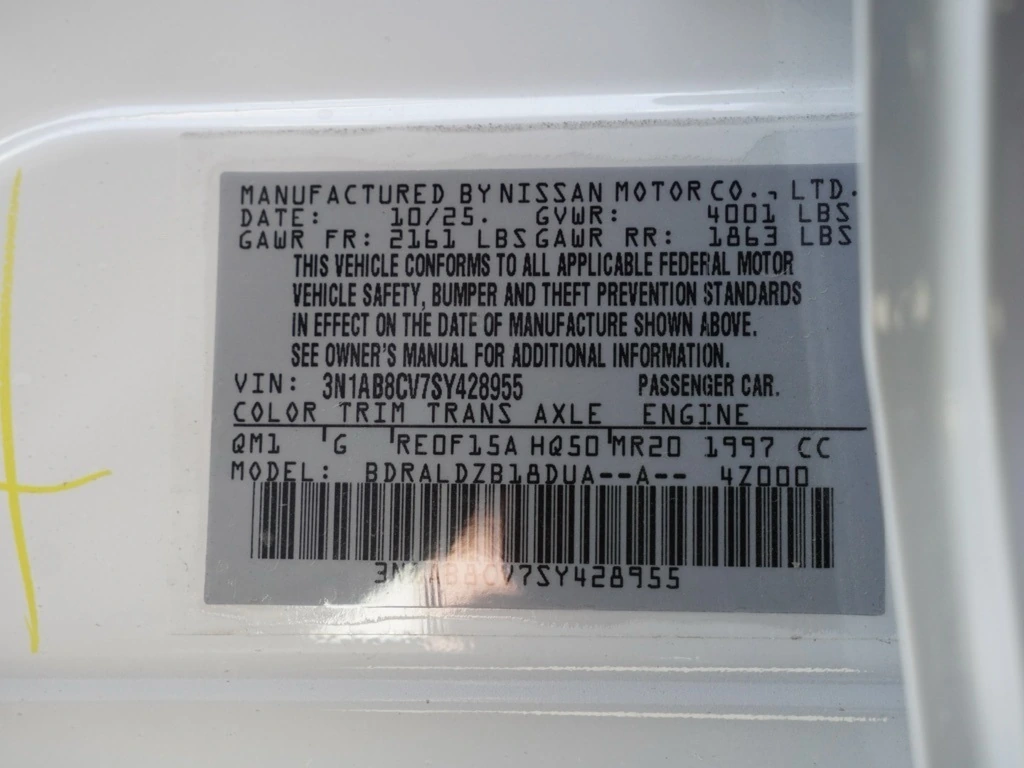 MANUFACTURED BY NISSAN MOTOR CO., LTD.
DATE: 10/25. GVWR: 4001 LBS
GAWR FR: 2161 LBS GAWR RR: 1863 LBS
THIS VEHICLE CONFORMS TO ALL APPLICABLE FEDERAL MOTOR
VEHICLE SAFETY, BUMPER AND THEFT PREVENTION STANDARDS
IN EFFECT ON THE DATE OF MANUFACTURE SHOWN ABOVE.
SEE OWNER'S MANUAL FOR ADDITIONAL INFORMATION.
VIN: 3N1AB8CV7SY428955 PASSENGER CAR.
COLOR TRIM TRANS AXLE ENGINE
QM1 G RE0F15A HQ50 MR20 1997 CC
MODEL: BDRALDZB18DUA--A-- 4Z000
3N1AB8CV7SY428955